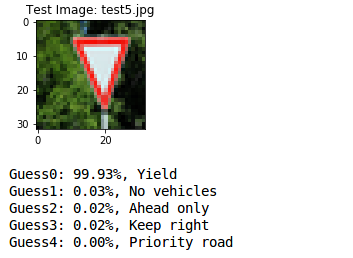 Test Image: test5.jpg
0
10
20
30
0
20
Guess0: 99.93%, Yield
Guess1: 0.03%, No vehicles
Guess2: 0.02%, Ahead only
Guess3: 0.02%, Keep right
Guess4: 0.00%, Priority road